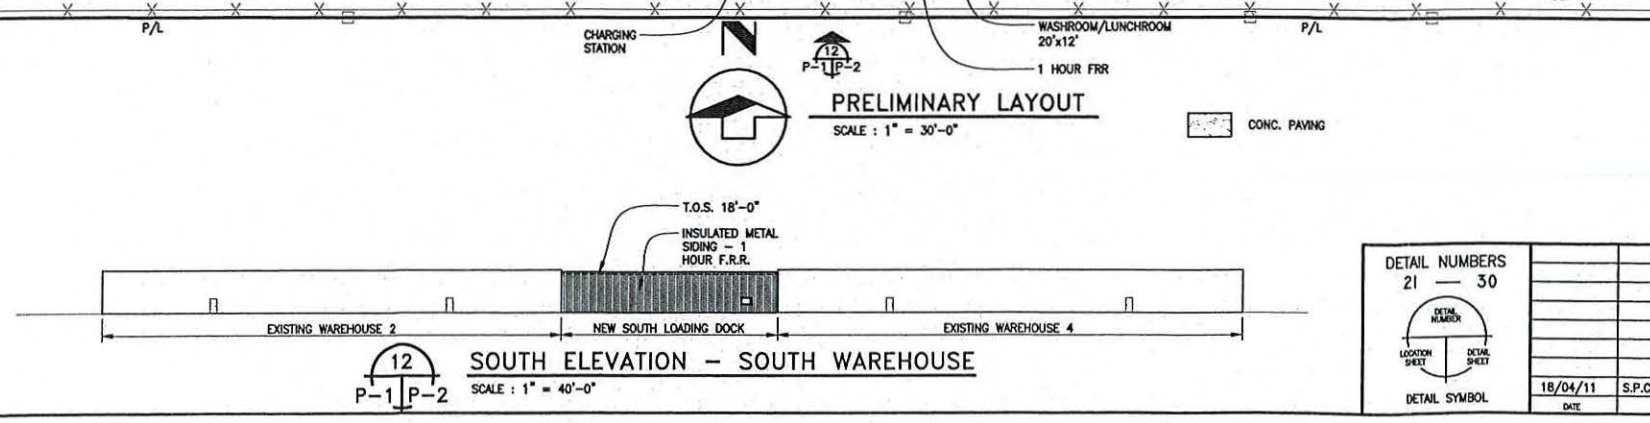 P/L
CHARGING
STATION
N
12
P-1 P-2
WASHROOM/LUNCHROOM
20'x12'
1 HOUR FRR
P/L
PRELIMINARY LAYOUT
SCALE : 1" = 30'-0"
CONC. PAVING
T.O.S. 18'-0"
INSULATED METAL
SIDING - 1
HOUR F.R.R.
EXISTING WAREHOUSE 2
NEW SOUTH LOADING DOCK
EXISTING WAREHOUSE 4
12
P-1 P-2
SOUTH ELEVATION - SOUTH WAREHOUSE
SCALE : 1" = 40'-0"
DETAIL NUMBERS
21 — 30
DETAIL
NUMBER
LOCATION
SHEET
DETAIL
SHEET
DETAIL SYMBOL
18/04/11 S.P.C
DATE